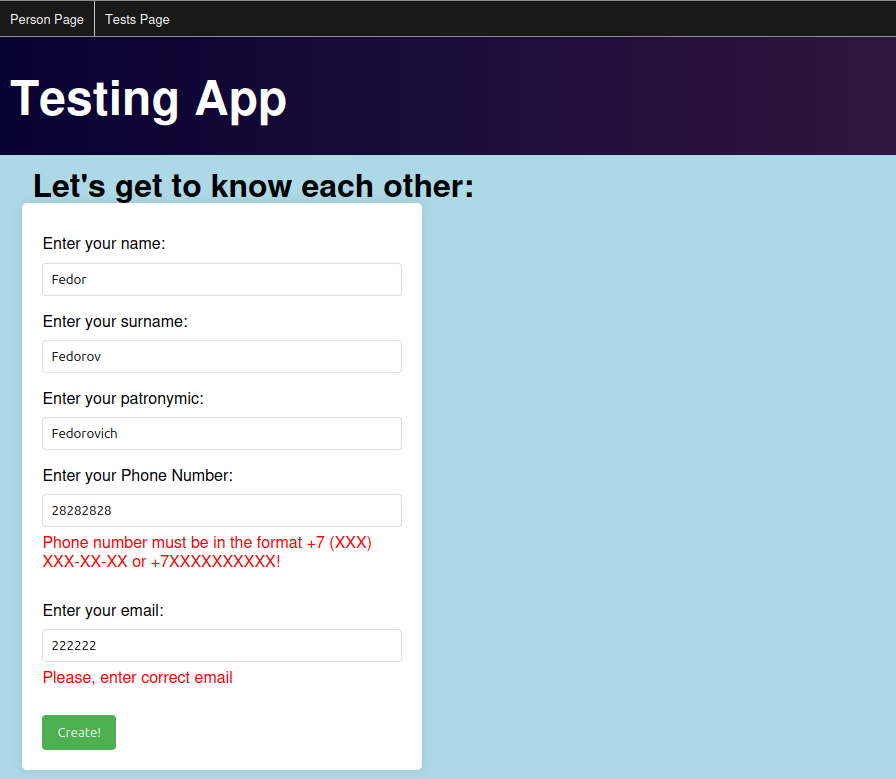 Person Page
Tests Page
Testing App
Let's get to know each other:
Enter your name:
Fedor
Enter your surname:
Fedorov
Enter your patronymic:
Fedorovich
Enter your Phone Number:
28282828
Phone number must be in the format +7 (XXX)
XXX-XX-XX or +7XXXXXXXXXX!
Enter your email:
222222
Please, enter correct email
Create!